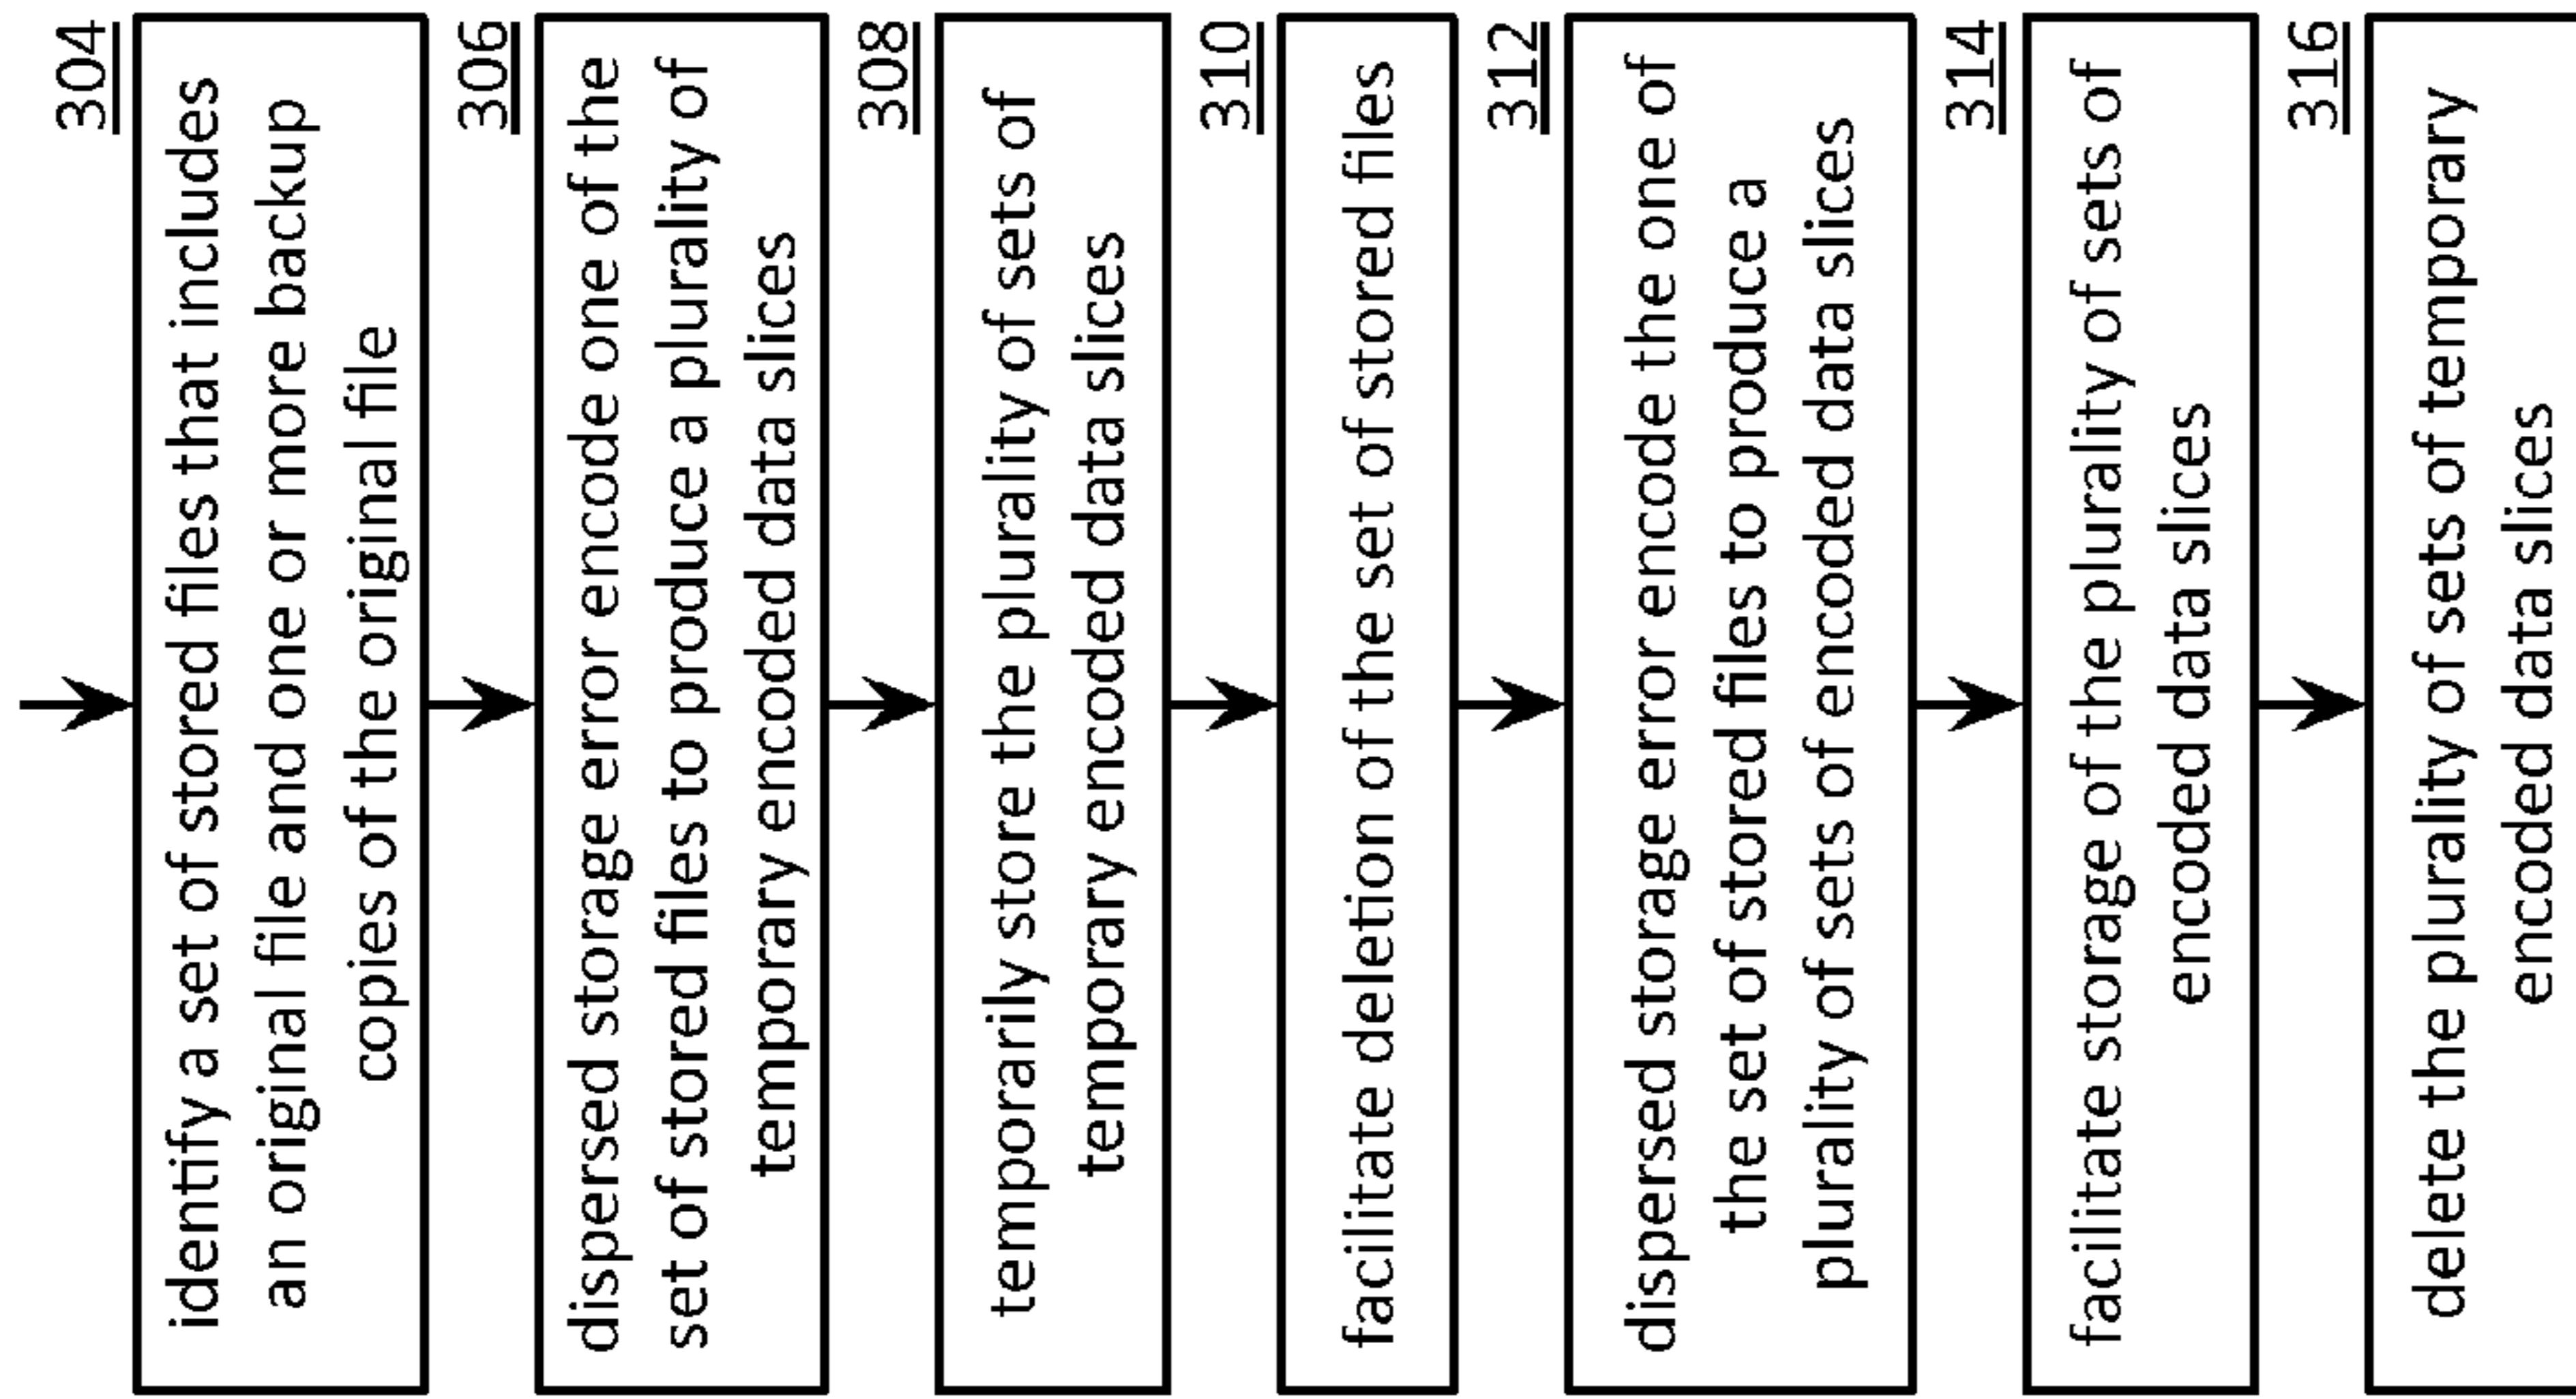 304
identify a set of stored files that includes
an original file and one or more backup
copies of the original file
306
dispersed storage error encode one of the
set of stored files to produce a plurality of
temporary encoded data slices
308
temporarily store the plurality of sets of
temporary encoded data slices
310
facilitate deletion of the set of stored files
312
dispersed storage error encode the one of
the set of stored files to produce a
plurality of sets of encoded data slices
314
facilitate storage of the plurality of sets of
encoded data slices
316
delete the plurality of sets of temporary
encoded data slices